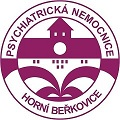 PSYCHIATRICKÁ NEMOCNICE
HORNÍ BEŘKOVICE